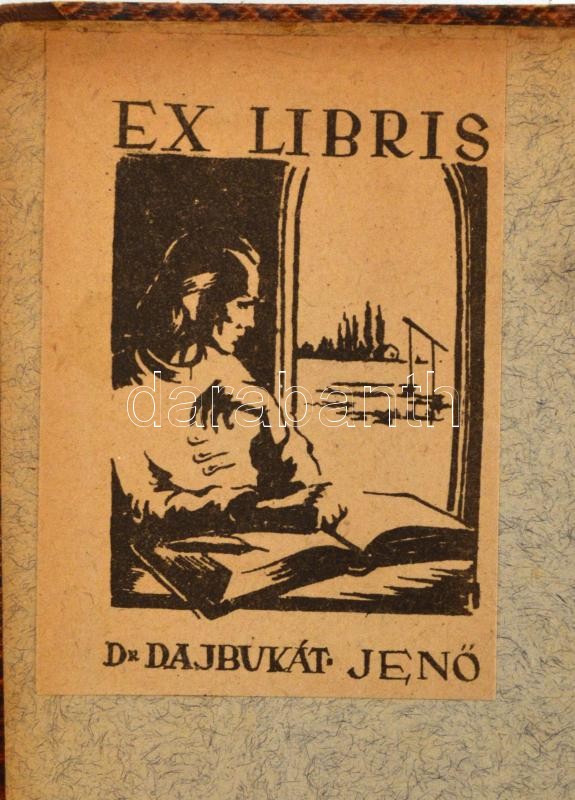 EX LIBRIS
darabanth
DR DAJBUKÁT· JENŐ